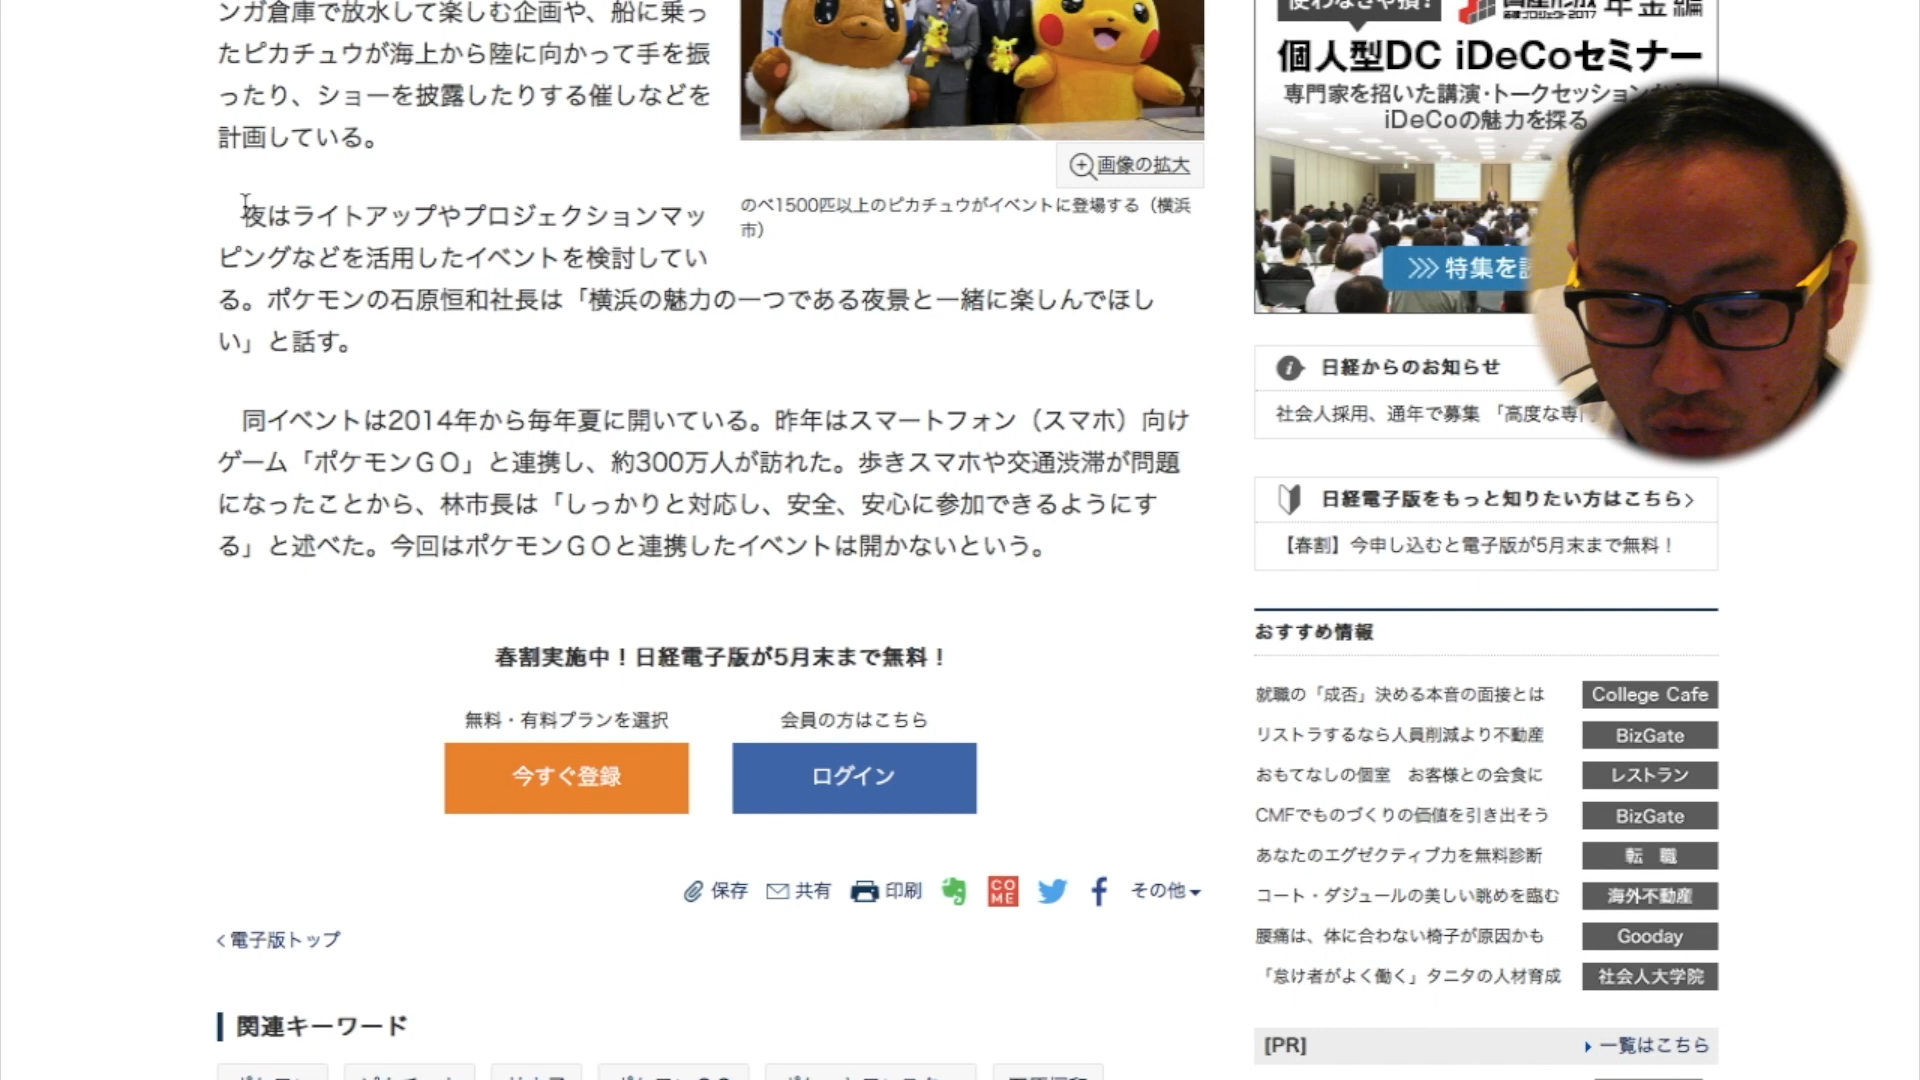 ンガ倉庫で放水して楽しむ企画や、船に乗っ
たピカチュウが海上から陸に向かって手を振
ったり、ショーを披露したりする催しなどを
計画している。
画像の拡大
のべ1500匹以上のピカチュウがイベントに登場する（横浜
市）
夜はライトアップやプロジェクションマッ
ピングなどを活用したイベントを検討してい
る。ポケモンの石原恒和社長は「横浜の魅力の一つである夜景と一緒に楽しんでほし
い」と話す。
同イベントは2014年から毎年夏に開いている。昨年はスマートフォン（スマホ）向け
ゲーム「ポケモンＧＯ」と連携し、約300万人が訪れた。歩きスマホや交通渋滞が問題
になったことから、林市長は「しっかりと対応し、安全、安心に参加できるようにす
る」と述べた。今回はポケモンＧＯと連携したイベントは開かないという。
春割実施中！日経電子版が5月末まで無料！
無料・有料プランを選択
会員の方はこちら
今すぐ登録
ログイン
保存 共有 印刷 COME その他
電子版トップ
関連キーワード
年金編
個人型DC iDeCoセミナー
専門家を招いた講演・トークセッションから
iDeCoの魅力を探る
特集を
日経からのお知らせ
社会人採用、通年で募集 「高度な専
日経電子版をもっと知りたい方はこちら
【春割】今申し込むと電子版が5月末まで無料！
おすすめ情報
就職の「成否」決める本音の面接とは College Cafe
リストラするなら人員削減より不動産 BizGate
おもてなしの個室　お客様との会食に レストラン
CMFでものづくりの価値を引き出そう BizGate
あなたのエグゼクティブ力を無料診断 転　職
コート・ダジュールの美しい眺めを臨む 海外不動産
腰痛は、体に合わない椅子が原因かも Gooday
「怠け者がよく働く」タニタの人材育成 社会人大学院
[PR] 一覧はこちら